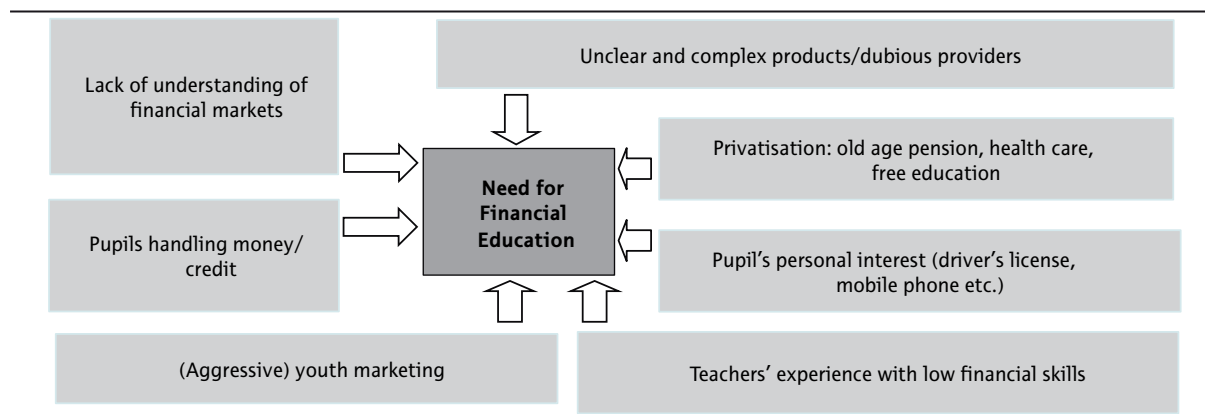 Lack of understanding of
financial markets
Unclear and complex products/dubious providers
Privatisation: old age pension, health care,
free education
Need for
Financial
Education
Pupils handling money/
credit
Pupil’s personal interest (driver’s license,
mobile phone etc.)
(Aggressive) youth marketing
Teachers’ experience with low financial skills